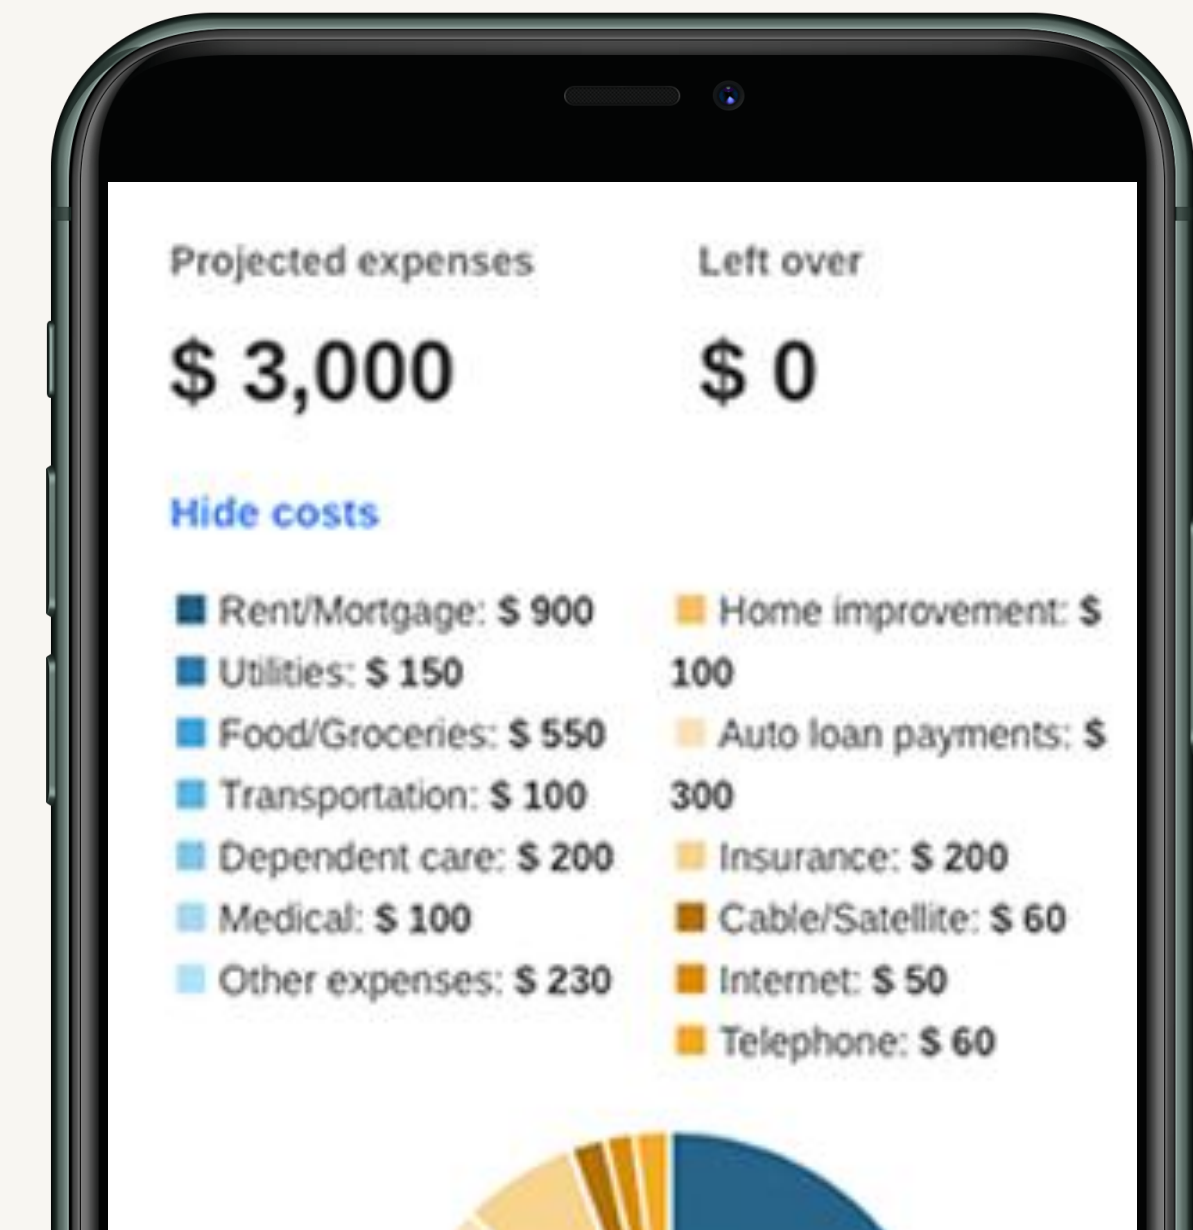 Projected expenses
$ 3,000
Left over
$ 0
Hide costs
Rent/Mortgage: $ 900
Utilities: $ 150
Food/Groceries: $ 550
Transportation: $ 100
Dependent care: $ 200
Medical: $ 100
Other expenses: $ 230
Home improvement: $
100
Auto loan payments: $
300
Insurance: $ 200
Cable/Satellite: $ 60
Internet: $ 50
Telephone: $ 60